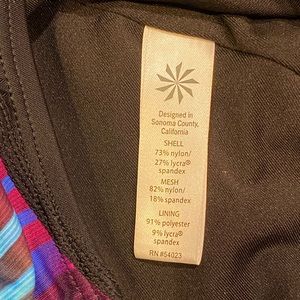 Designed in
Sonoma County,
California
SHELL
73% nylon/
27% lycra®
spandex
MESH
82% nylon/
18% spandex
LINING
91% polyester
9% lycra®
spandex
RN #54023